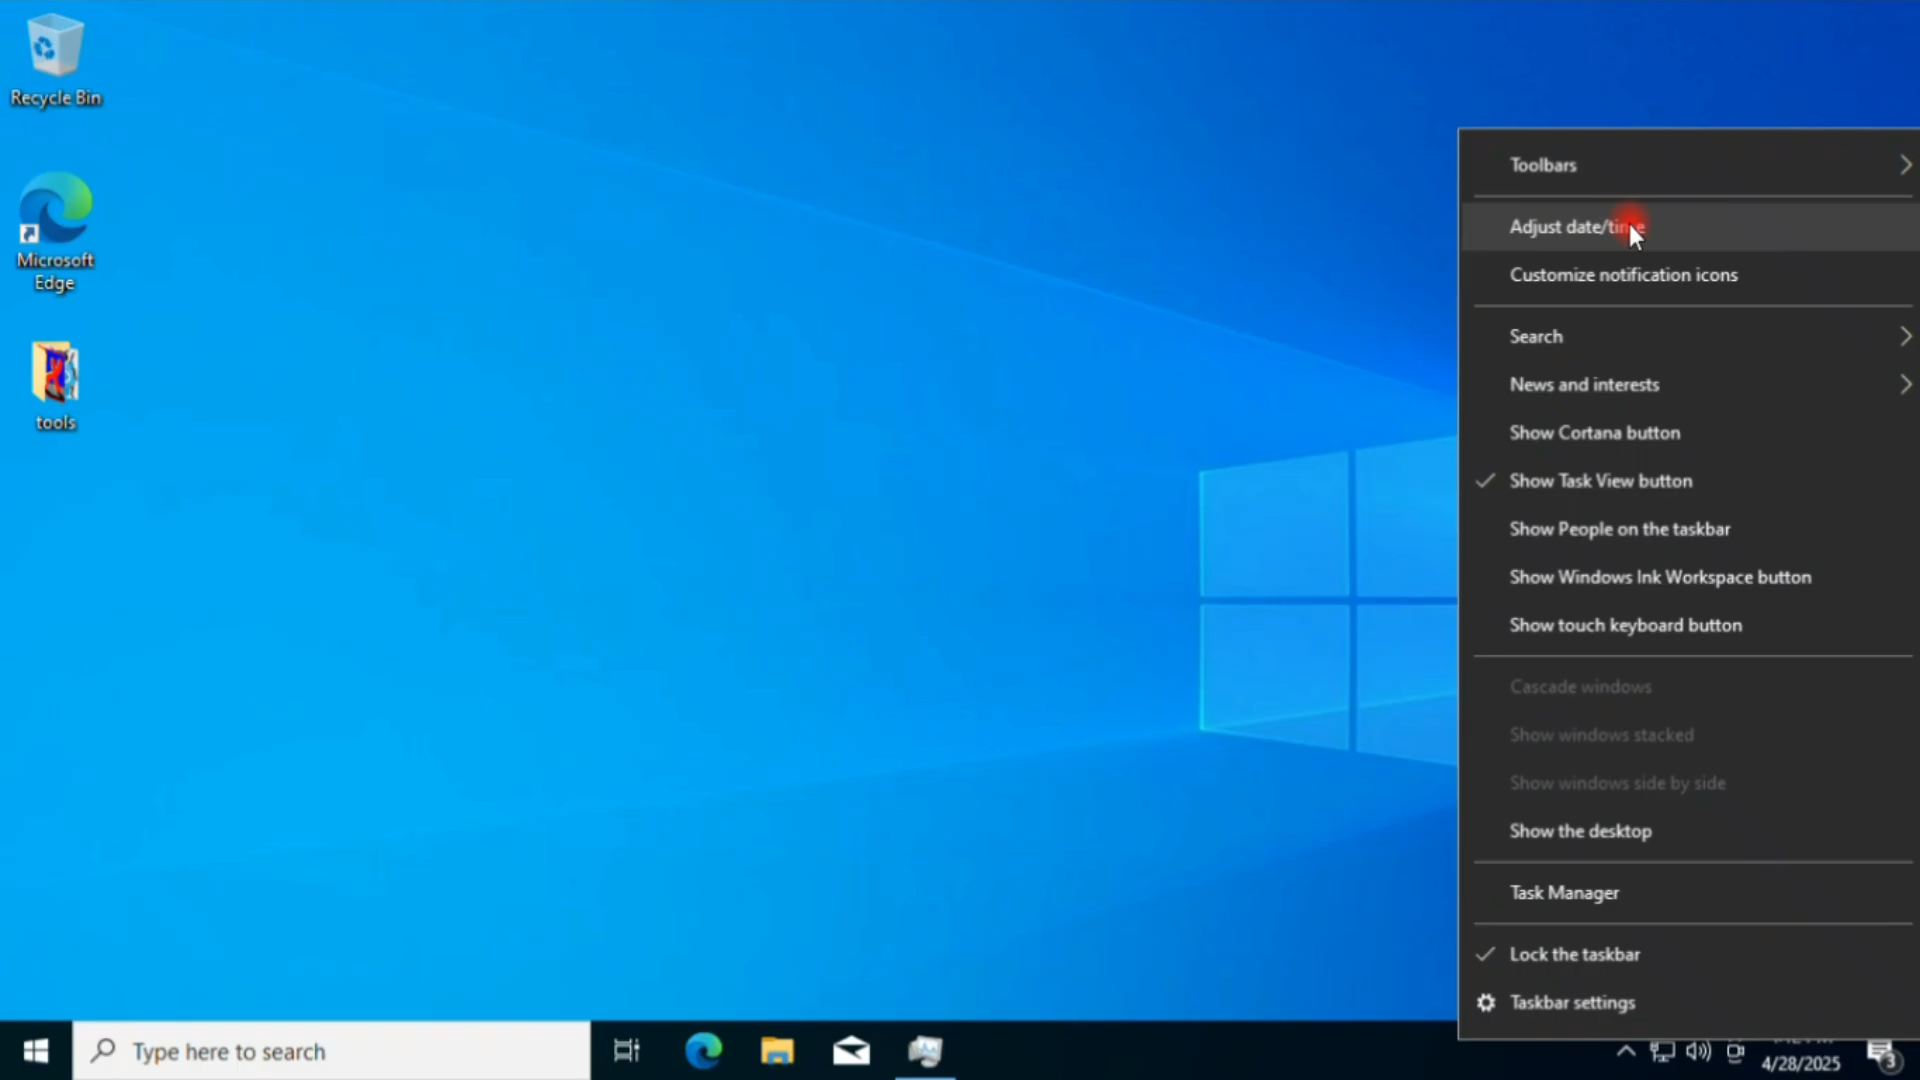 Recycle Bin
Microsoft
Edge
tools
Toolbars
Adjust date/time
Customize notification icons
Search
News and interests
Show Cortana button
Show Task View button
Show People on the taskbar
Show Windows Ink Workspace button
Show touch keyboard button
Cascade windows
Show windows stacked
Show windows side by side
Show the desktop
Task Manager
Lock the taskbar
Taskbar settings
Type here to search
4/28/2025
3